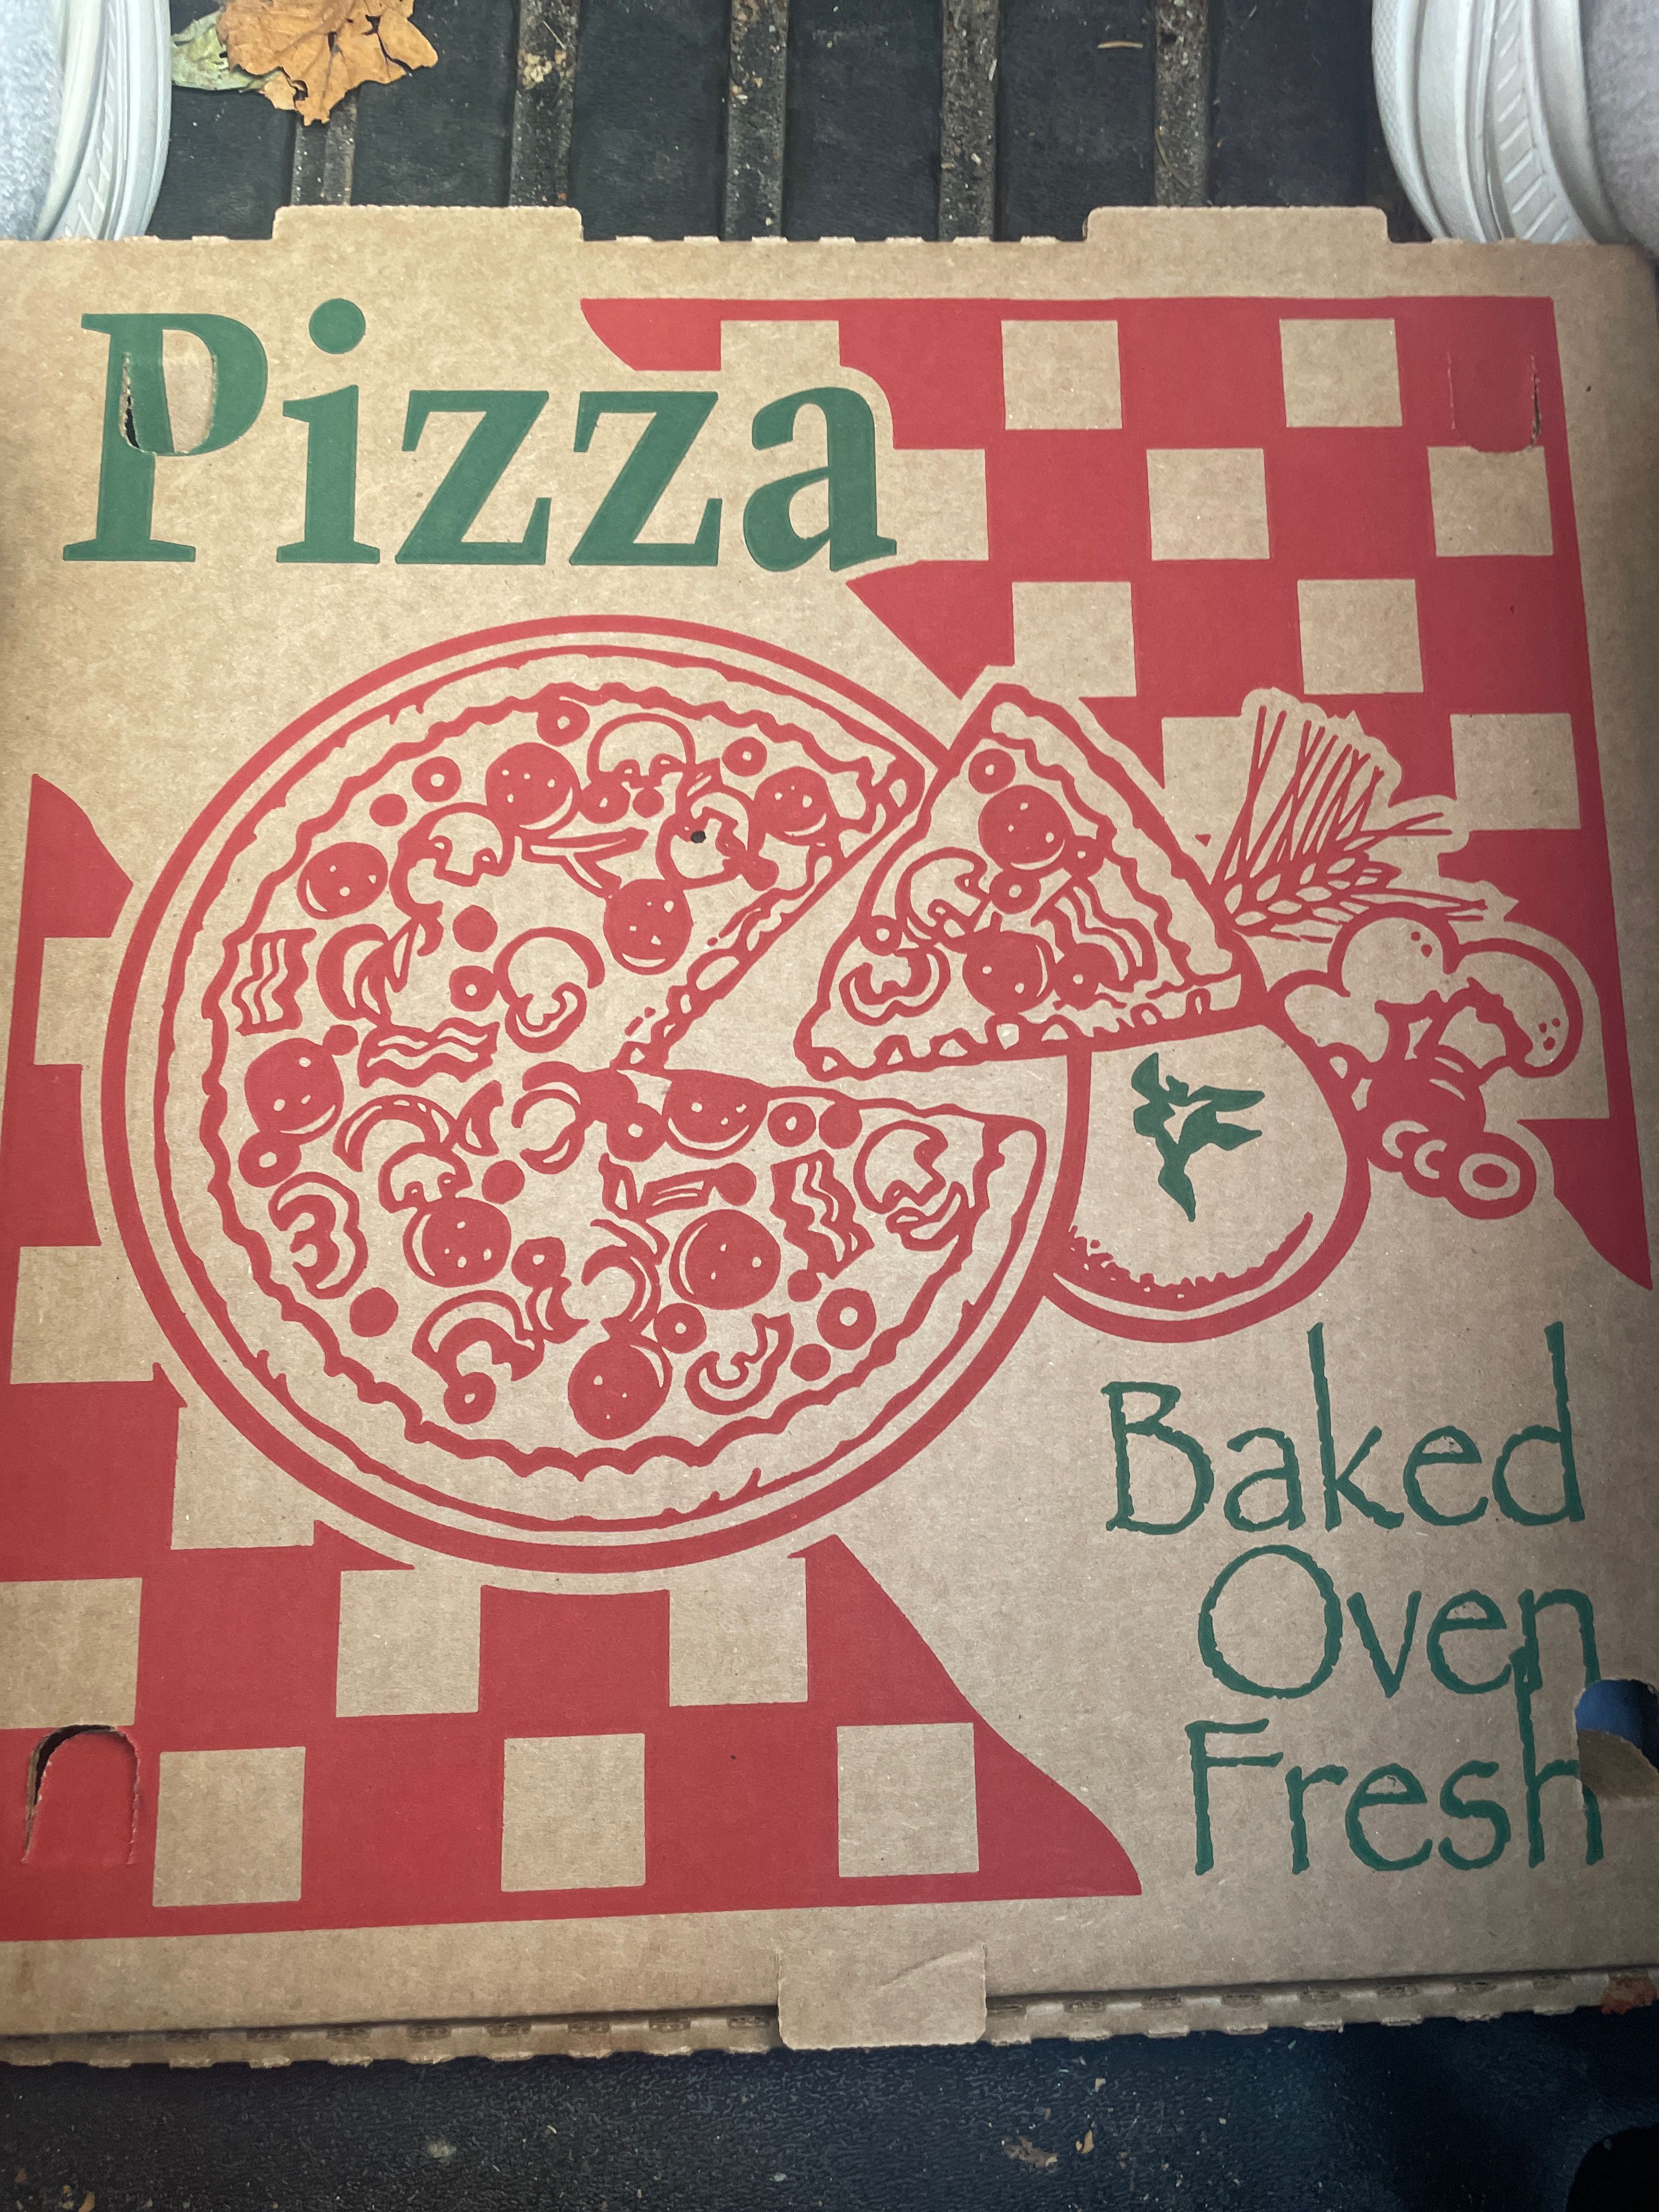 Pizza
Baked
Oven
Fresh